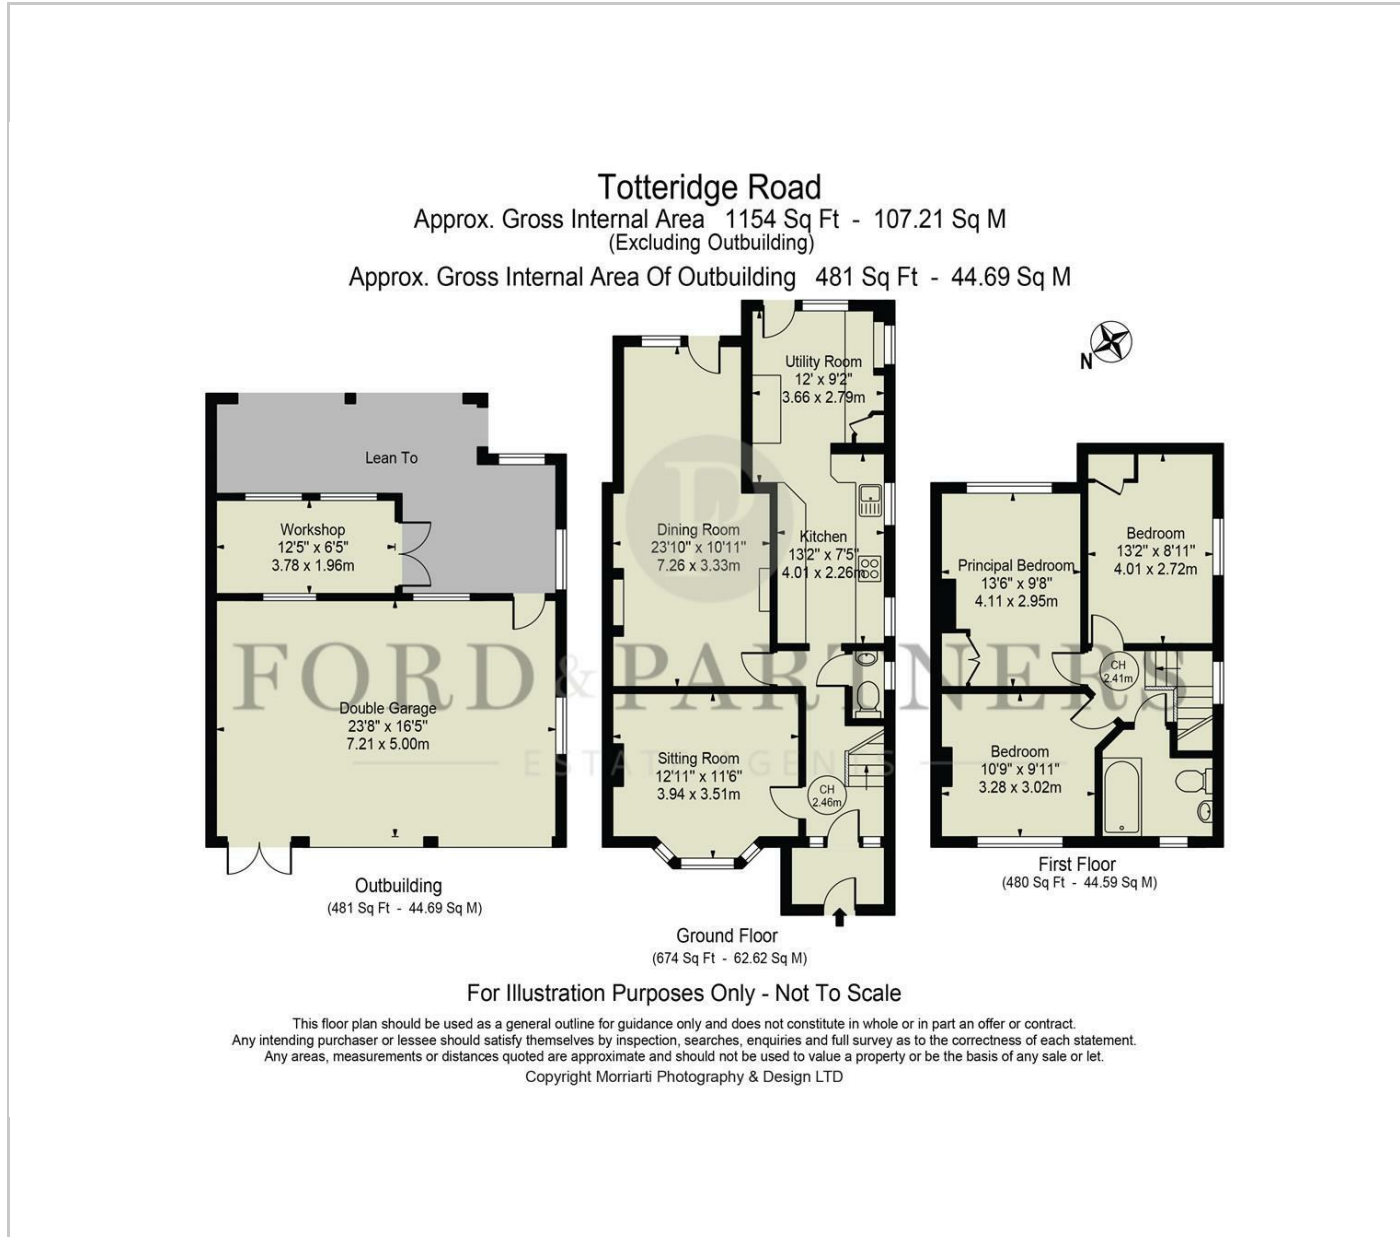 Totteridge Road
Approx. Gross Internal Area 1154 Sq Ft - 107.21 Sq M
(Excluding Outbuilding)
Approx. Gross Internal Area Of Outbuilding 481 Sq Ft - 44.69 Sq M
N
Lean To
Workshop
12'5" x 6'5"
3.78 x 1.96m
Double Garage
23'8" x 16'5"
7.21 x 5.00m
Outbuilding
(481 Sq Ft - 44.69 Sq M)
Utility Room
12' x 9'2"
3.66 x 2.79m
Dining Room
23'10" x 10'11"
7.26 x 3.33m
Kitchen
13'2" x 7'5"
4.01 x 2.26m
Sitting Room
12'11" x 11'6"
3.94 x 3.51m
CH
2.46m
Ground Floor
(674 Sq Ft - 62.62 Sq M)
Principal Bedroom
13'6" x 9'8"
4.11 x 2.95m
Bedroom
13'2" x 8'11"
4.01 x 2.72m
CH
2.41m
Bedroom
10'9" x 9'11"
3.28 x 3.02m
First Floor
(480 Sq Ft - 44.59 Sq M)
FORD & PARTNERS
ESTATE AGENTS
For Illustration Purposes Only - Not To Scale
This floor plan should be used as a general outline for guidance only and does not constitute in whole or in part an offer or contract.
Any intending purchaser or lessee should satisfy themselves by inspection, searches, enquiries and full survey as to the correctness of each statement.
Any areas, measurements or distances quoted are approximate and should not be used to value a property or be the basis of any sale or let.
Copyright Morriarti Photography & Design LTD